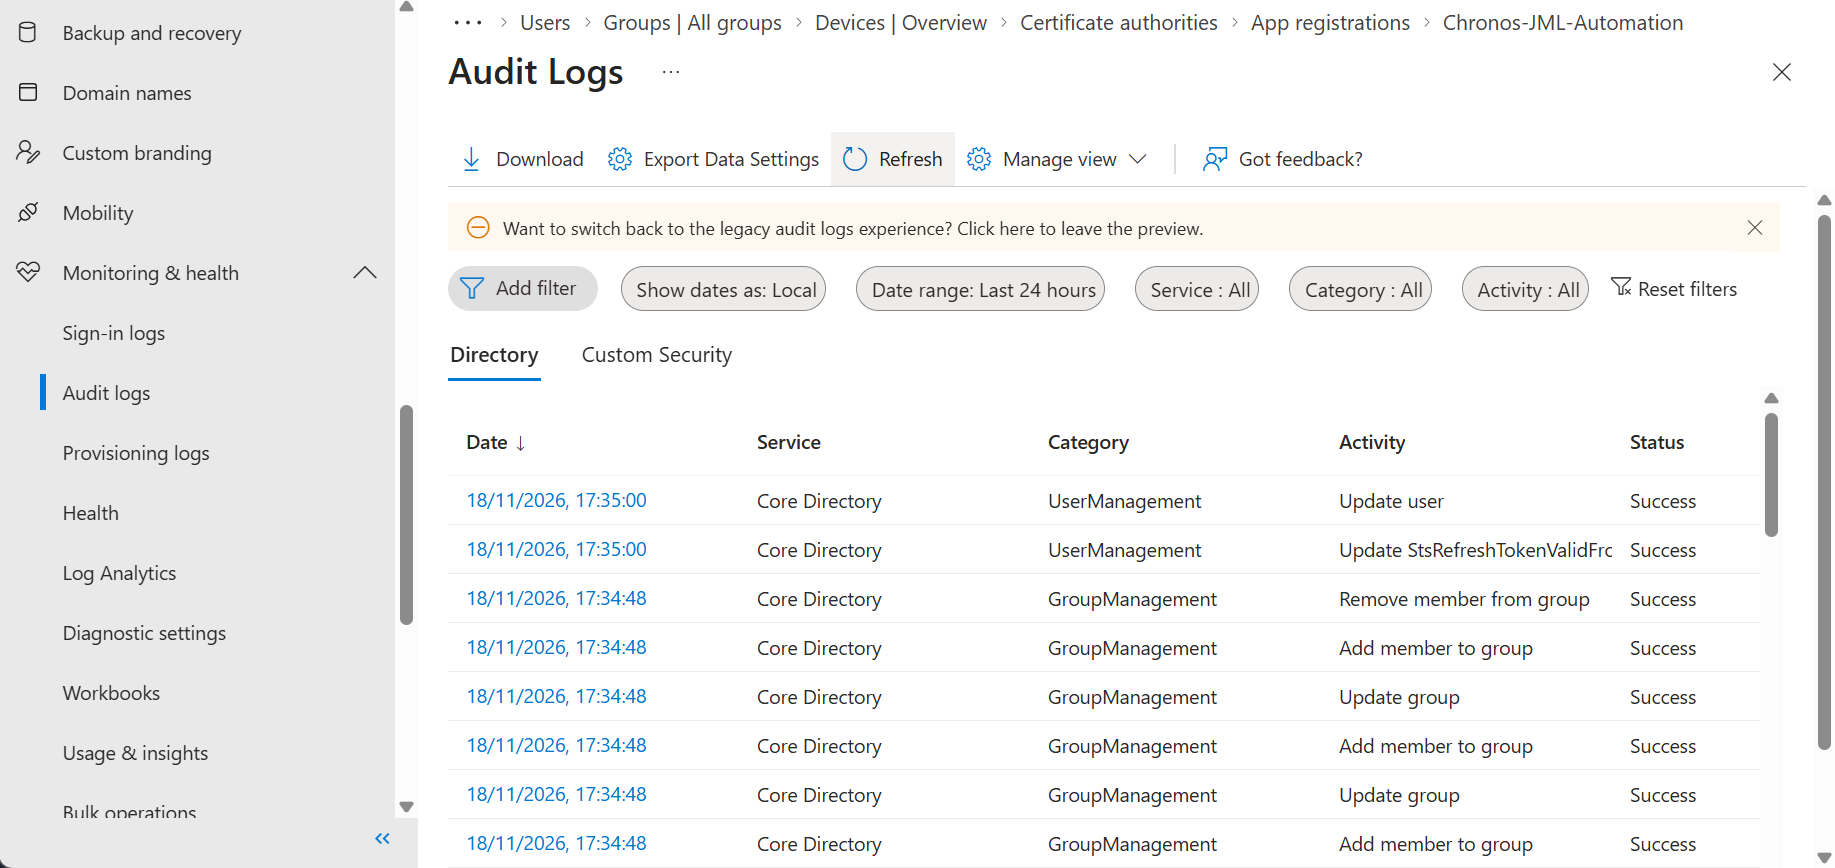 Backup and recovery
Domain names
Custom branding
Mobility
Monitoring & health
Sign-in logs
Audit logs
Provisioning logs
Health
Log Analytics
Diagnostic settings
Workbooks
Usage & insights
Bulk operations
«
··· > Users > Groups | All groups > Devices | Overview > Certificate authorities > App registrations > Chronos-JML-Automation
Audit Logs ···
Download Export Data Settings Refresh Manage view Got feedback?
Want to switch back to the legacy audit logs experience? Click here to leave the preview.
Add filter Show dates as: Local Date range: Last 24 hours Service : All Category : All Activity : All Reset filters
Directory Custom Security
Date ↓ Service Category Activity Status
18/11/2026, 17:35:00 Core Directory UserManagement Update user Success
18/11/2026, 17:35:00 Core Directory UserManagement Update StsRefreshTokenValidFrc Success
18/11/2026, 17:34:48 Core Directory GroupManagement Remove member from group Success
18/11/2026, 17:34:48 Core Directory GroupManagement Add member to group Success
18/11/2026, 17:34:48 Core Directory GroupManagement Update group Success
18/11/2026, 17:34:48 Core Directory GroupManagement Add member to group Success
18/11/2026, 17:34:48 Core Directory GroupManagement Update group Success
18/11/2026, 17:34:48 Core Directory GroupManagement Add member to group Success